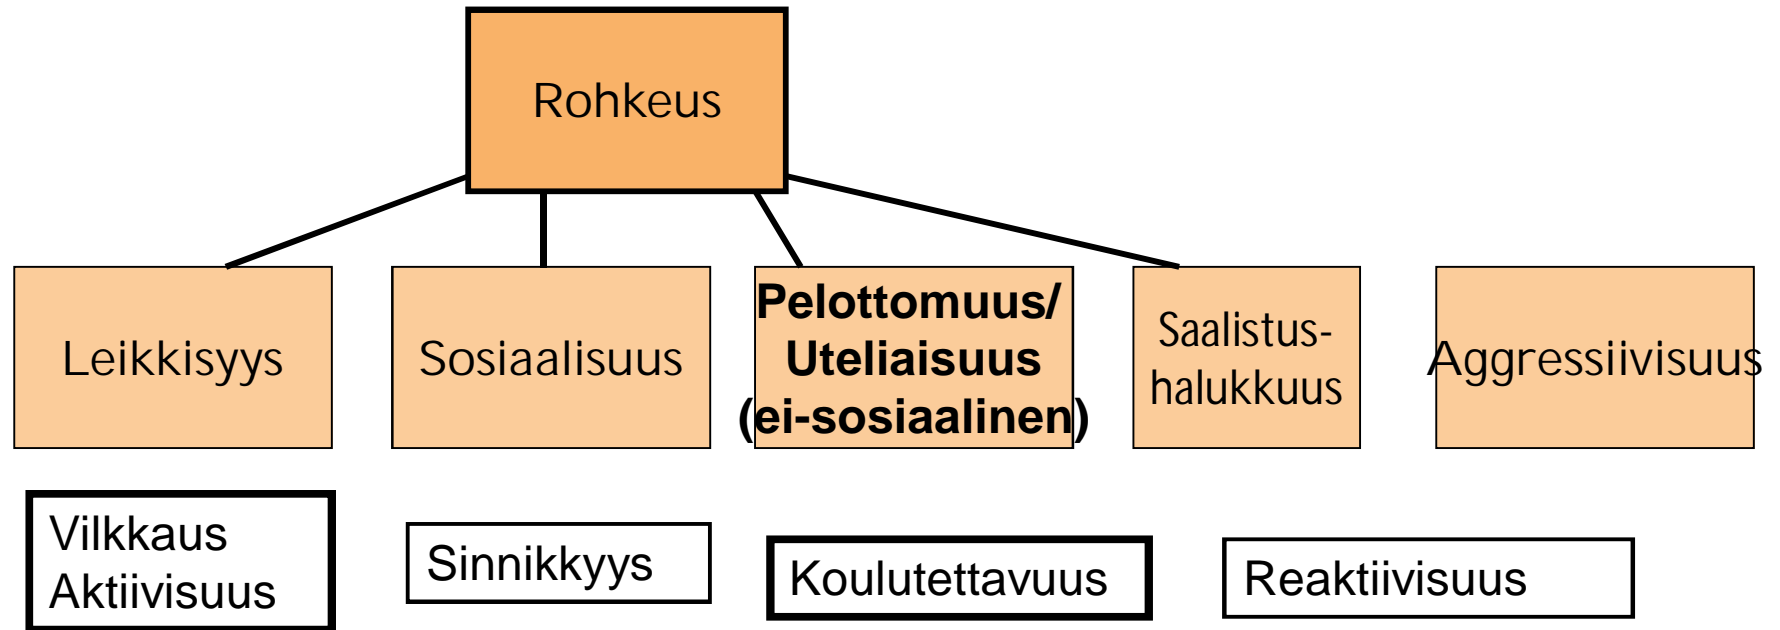 Rohkeus
Leikkisyys
Sosiaalisuus
Pelottomuus/
Uteliaisuus
(ei-sosiaalinen)
Saalistus-
halukkuus
Aggressiivisuus
Vilkkaus
Aktiivisuus
Sinnikkyys
Koulutettavuus
Reaktiivisuus